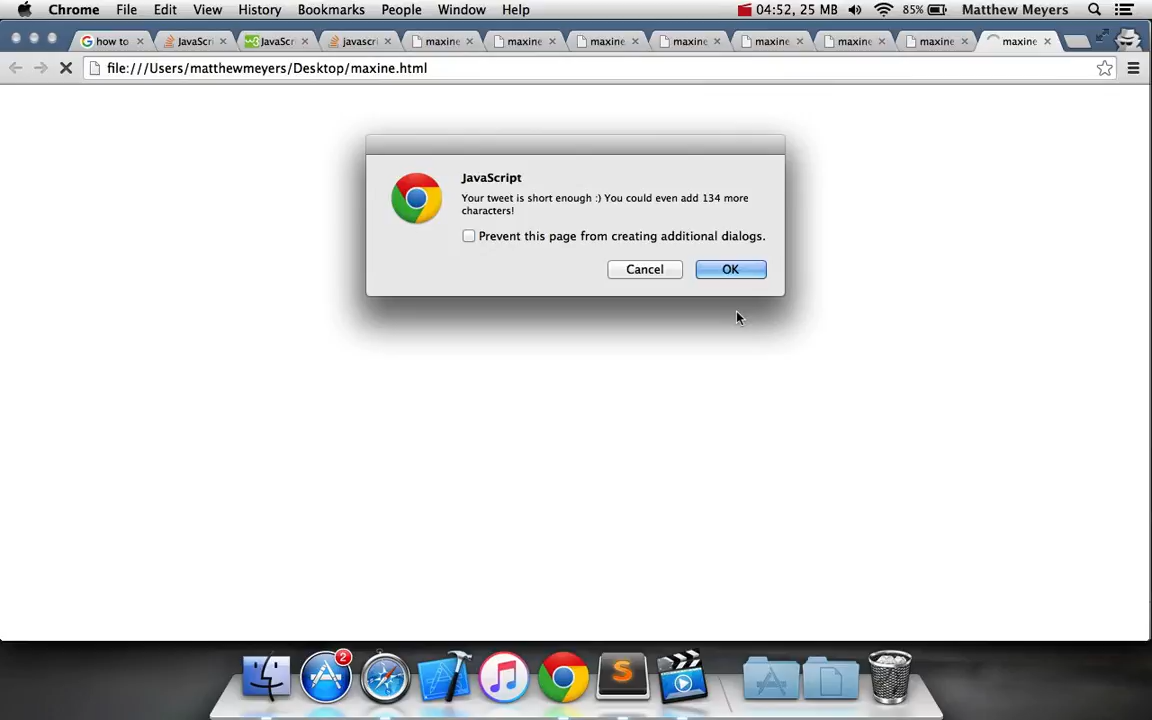 Chrome File Edit View History Bookmarks People Window Help 04:52, 25 MB 85% Matthew Meyers
how to JavaScri JavaScri javascri maxine maxine maxine maxine maxine maxine maxine maxine
file:///Users/matthewmeyers/Desktop/maxine.html
JavaScript
Your tweet is short enough :) You could even add 134 more
characters!
Prevent this page from creating additional dialogs.
Cancel OK
2